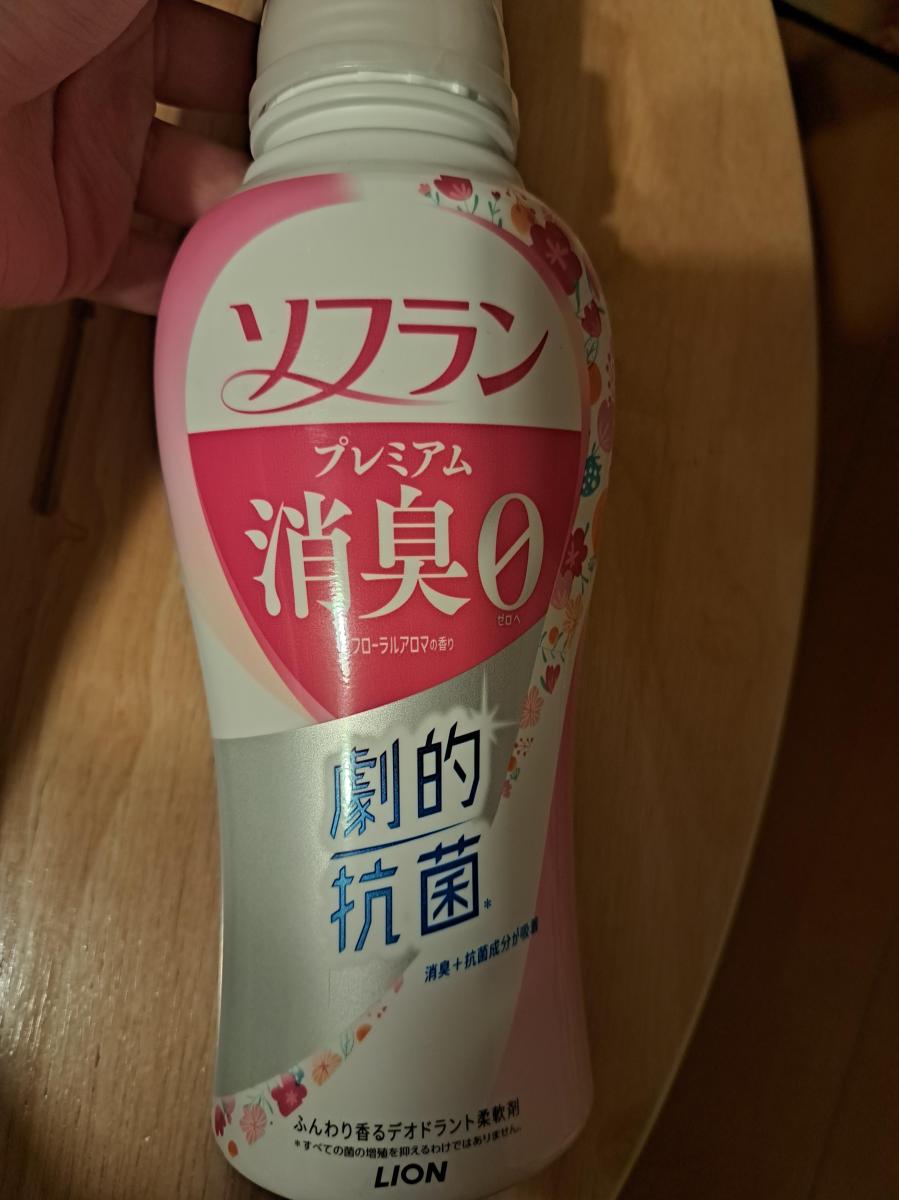 ソフラン
プレミアム
消臭0
ゼロへ
フローラルアロマの香り
劇的
抗菌*
消臭+抗菌成分が吸着
ふんわり香るデオドラント柔軟剤
*すべての菌の増殖を抑えるわけではありません。
LION